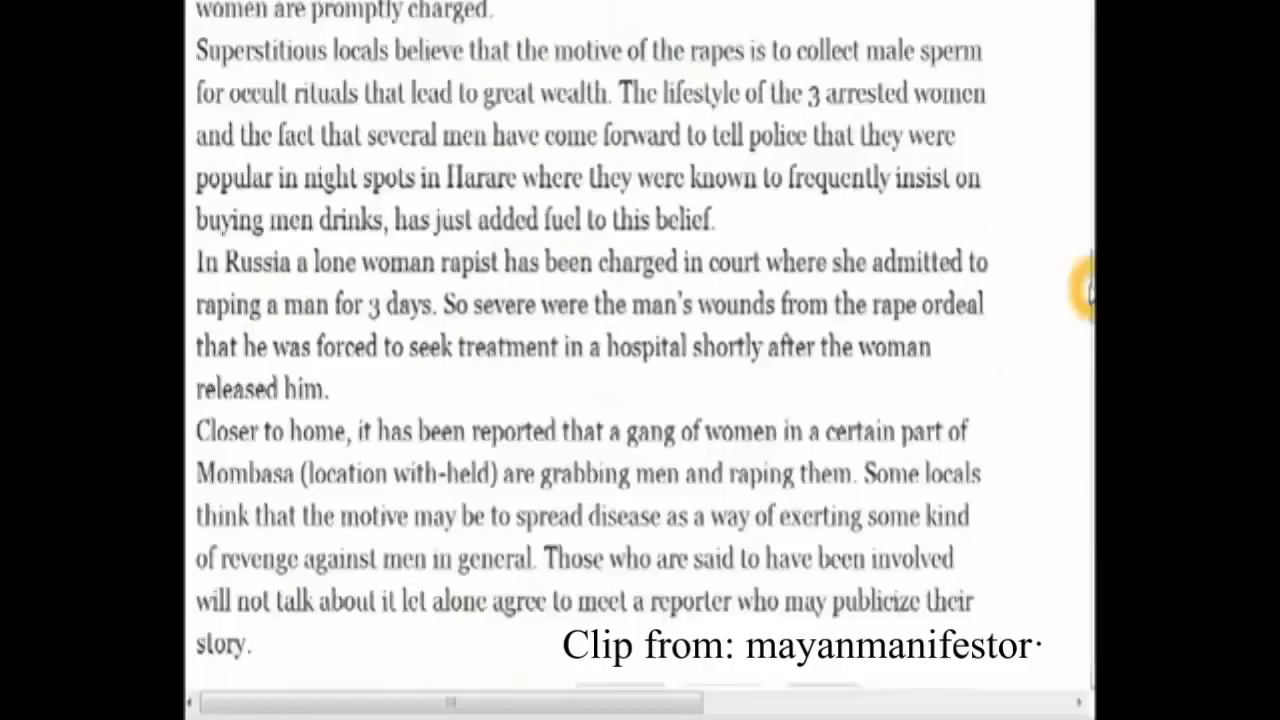 women are promptly charged.
Superstitious locals believe that the motive of the rapes is to collect male sperm
for occult rituals that lead to great wealth. The lifestyle of the 3 arrested women
and the fact that several men have come forward to tell police that they were
popular in night spots in Harare where they were known to frequently insist on
buying men drinks, has just added fuel to this belief.
In Russia a lone woman rapist has been charged in court where she admitted to
raping a man for 3 days. So severe were the man's wounds from the rape ordeal
that he was forced to seek treatment in a hospital shortly after the woman
released him.
Closer to home, it has been reported that a gang of women in a certain part of
Mombasa (location with-held) are grabbing men and raping them. Some locals
think that the motive may be to spread disease as a way of exerting some kind
of revenge against men in general. Those who are said to have been involved
will not talk about it let alone agree to meet a reporter who may publicize their
story.
Clip from: mayanmanifestor·